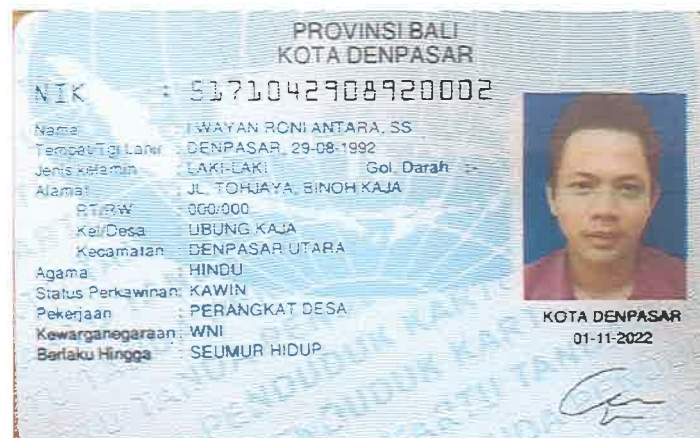 PROVINSI BALI
KOTA DENPASAR
NIK : 5171042908920002
Nama : I WAYAN RONI ANTARA, SS
Tempat/Tgl Lahir : DENPASAR, 29-08-1992
Jenis kelamin : LAKI-LAKI Gol. Darah :-
Alamat : JL. TOHJAYA, BINOH KAJA
RT/RW : 000/000
Kel/Desa : UBUNG KAJA
Kecamatan : DENPASAR UTARA
Agama : HINDU
Status Perkawinan: KAWIN
Pekerjaan : PERANGKAT DESA
Kewarganegaraan: WNI
Berlaku Hingga : SEUMUR HIDUP
KOTA DENPASAR
01-11-2022